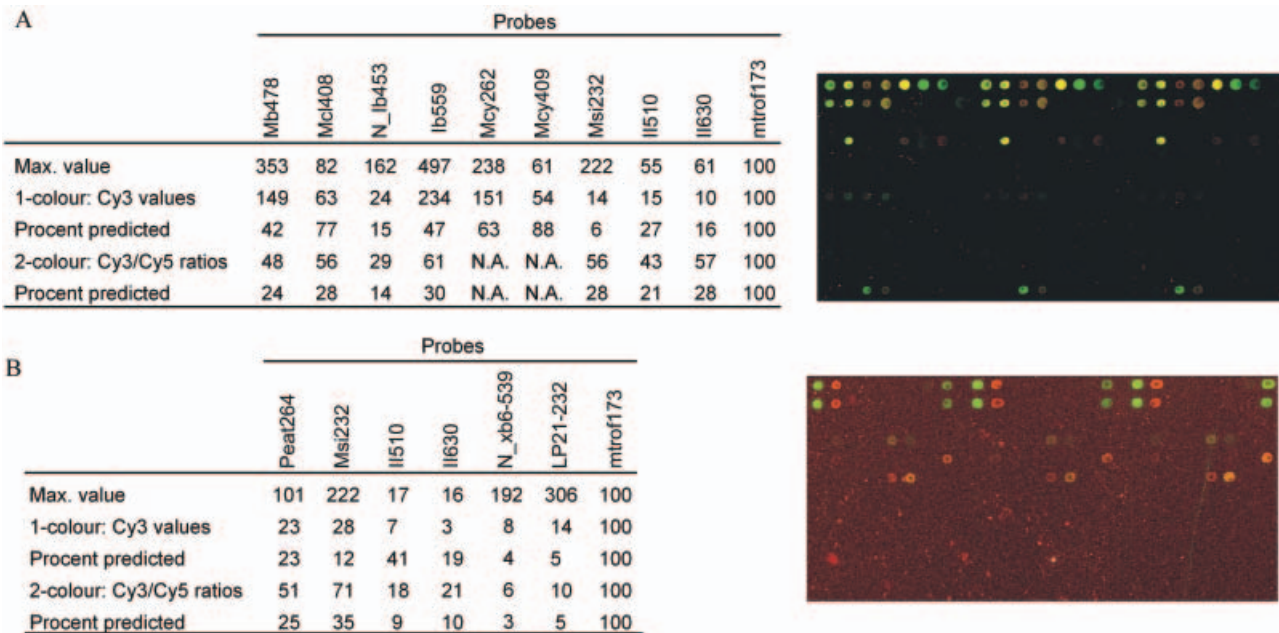 A
Probes
Mb478 Mcl408 N_Ib453 Ib559 Mcy262 Mcy409 Msi232 II510 II630 mtrof173
Max. value 353 82 162 497 238 61 222 55 61 100
1-colour: Cy3 values 149 63 24 234 151 54 14 15 10 100
Procent predicted 42 77 15 47 63 88 6 27 16 100
2-colour: Cy3/Cy5 ratios 48 56 29 61 N.A. N.A. 56 43 57 100
Procent predicted 24 28 14 30 N.A. N.A. 28 21 28 100
B
Probes
Peat264 Msi232 II510 II630 N_xb6-539 LP21-232 mtrof173
Max. value 101 222 17 16 192 306 100
1-colour: Cy3 values 23 28 7 3 8 14 100
Procent predicted 23 12 41 19 4 5 100
2-colour: Cy3/Cy5 ratios 51 71 18 21 6 10 100
Procent predicted 25 35 9 10 3 5 100